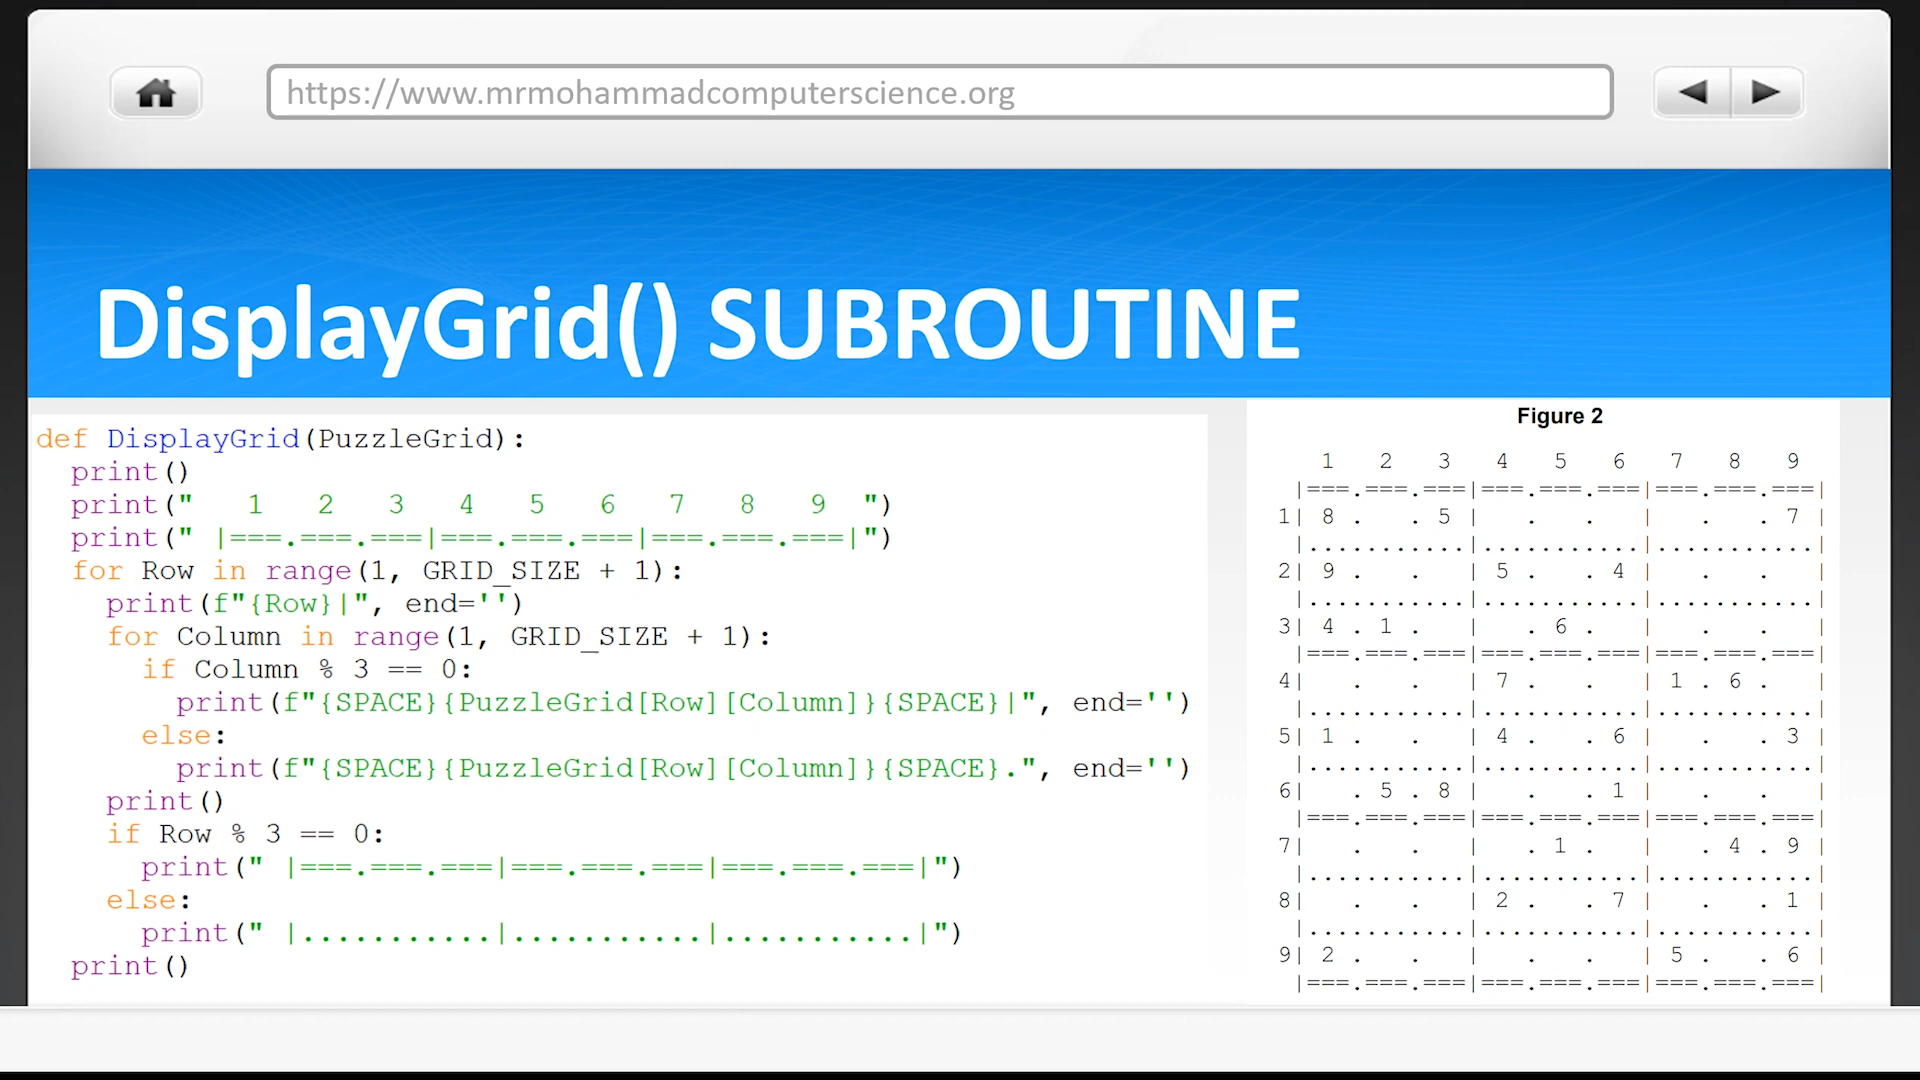 https://www.mrmohammadcomputerscience.org
DisplayGrid() SUBROUTINE
def DisplayGrid(PuzzleGrid):
  print()
  print("   1   2   3   4   5   6   7   8   9  ")
  print(" |===.===.===|===.===.===|===.===.===|")
  for Row in range(1, GRID_SIZE + 1):
    print(f"{Row}|", end='')
    for Column in range(1, GRID_SIZE + 1):
      if Column % 3 == 0:
        print(f"{SPACE}{PuzzleGrid[Row][Column]}{SPACE}|", end='')
      else:
        print(f"{SPACE}{PuzzleGrid[Row][Column]}{SPACE}.", end='')
    print()
    if Row % 3 == 0:
      print(" |===.===.===|===.===.===|===.===.===|")
    else:
      print(" |...........|...........|...........|")
  print()
Figure 2
   1   2   3   4   5   6   7   8   9
 |===.===.===|===.===.===|===.===.===|
1| 8 .   . 5 |   .   .   |   .   . 7 |
 |...........|...........|...........|
2| 9 .   .   | 5 .   . 4 |   .   .   |
 |...........|...........|...........|
3| 4 . 1 .   |   . 6 .   |   .   .   |
 |===.===.===|===.===.===|===.===.===|
4|   .   .   | 7 .   .   | 1 . 6 .   |
 |...........|...........|...........|
5| 1 .   .   | 4 .   . 6 |   .   . 3 |
 |...........|...........|...........|
6|   . 5 . 8 |   .   . 1 |   .   .   |
 |===.===.===|===.===.===|===.===.===|
7|   .   .   |   . 1 .   |   . 4 . 9 |
 |...........|...........|...........|
8|   .   .   | 2 .   . 7 |   .   . 1 |
 |...........|...........|...........|
9| 2 .   .   |   .   .   | 5 .   . 6 |
 |===.===.===|===.===.===|===.===.===|